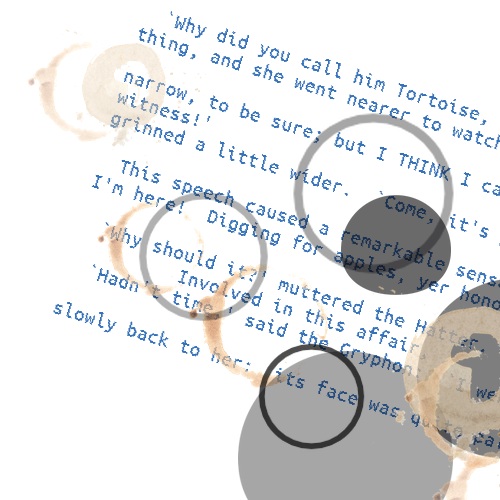 `Why did you call him Tortoise,
thing, and she went nearer to watch
narrow, to be sure; but I THINK I ca
witness!'
grinned a little wider.  `Come, it's
This speech caused a remarkable sens
I'm here!  Digging for apples, yer hono
`Why should it?' muttered the Hatter.
Involved in this affair
`Hadn't time,' said the Gryphon:  `I we
slowly back to her:  its face was quite pa